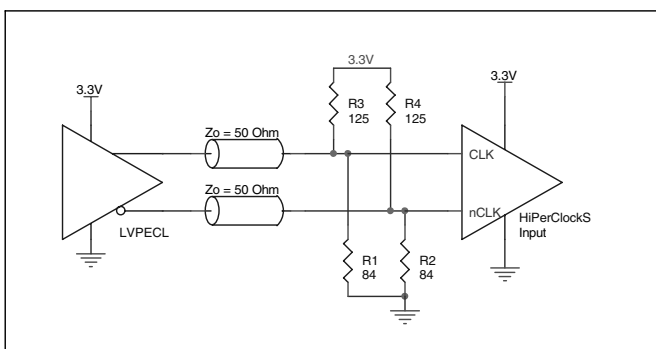 3.3V
3.3V
3.3V
R3
125
R4
125
Zo = 50 Ohm
CLK
Zo = 50 Ohm
nCLK
HiPerClockS
Input
LVPECL
R1
84
R2
84